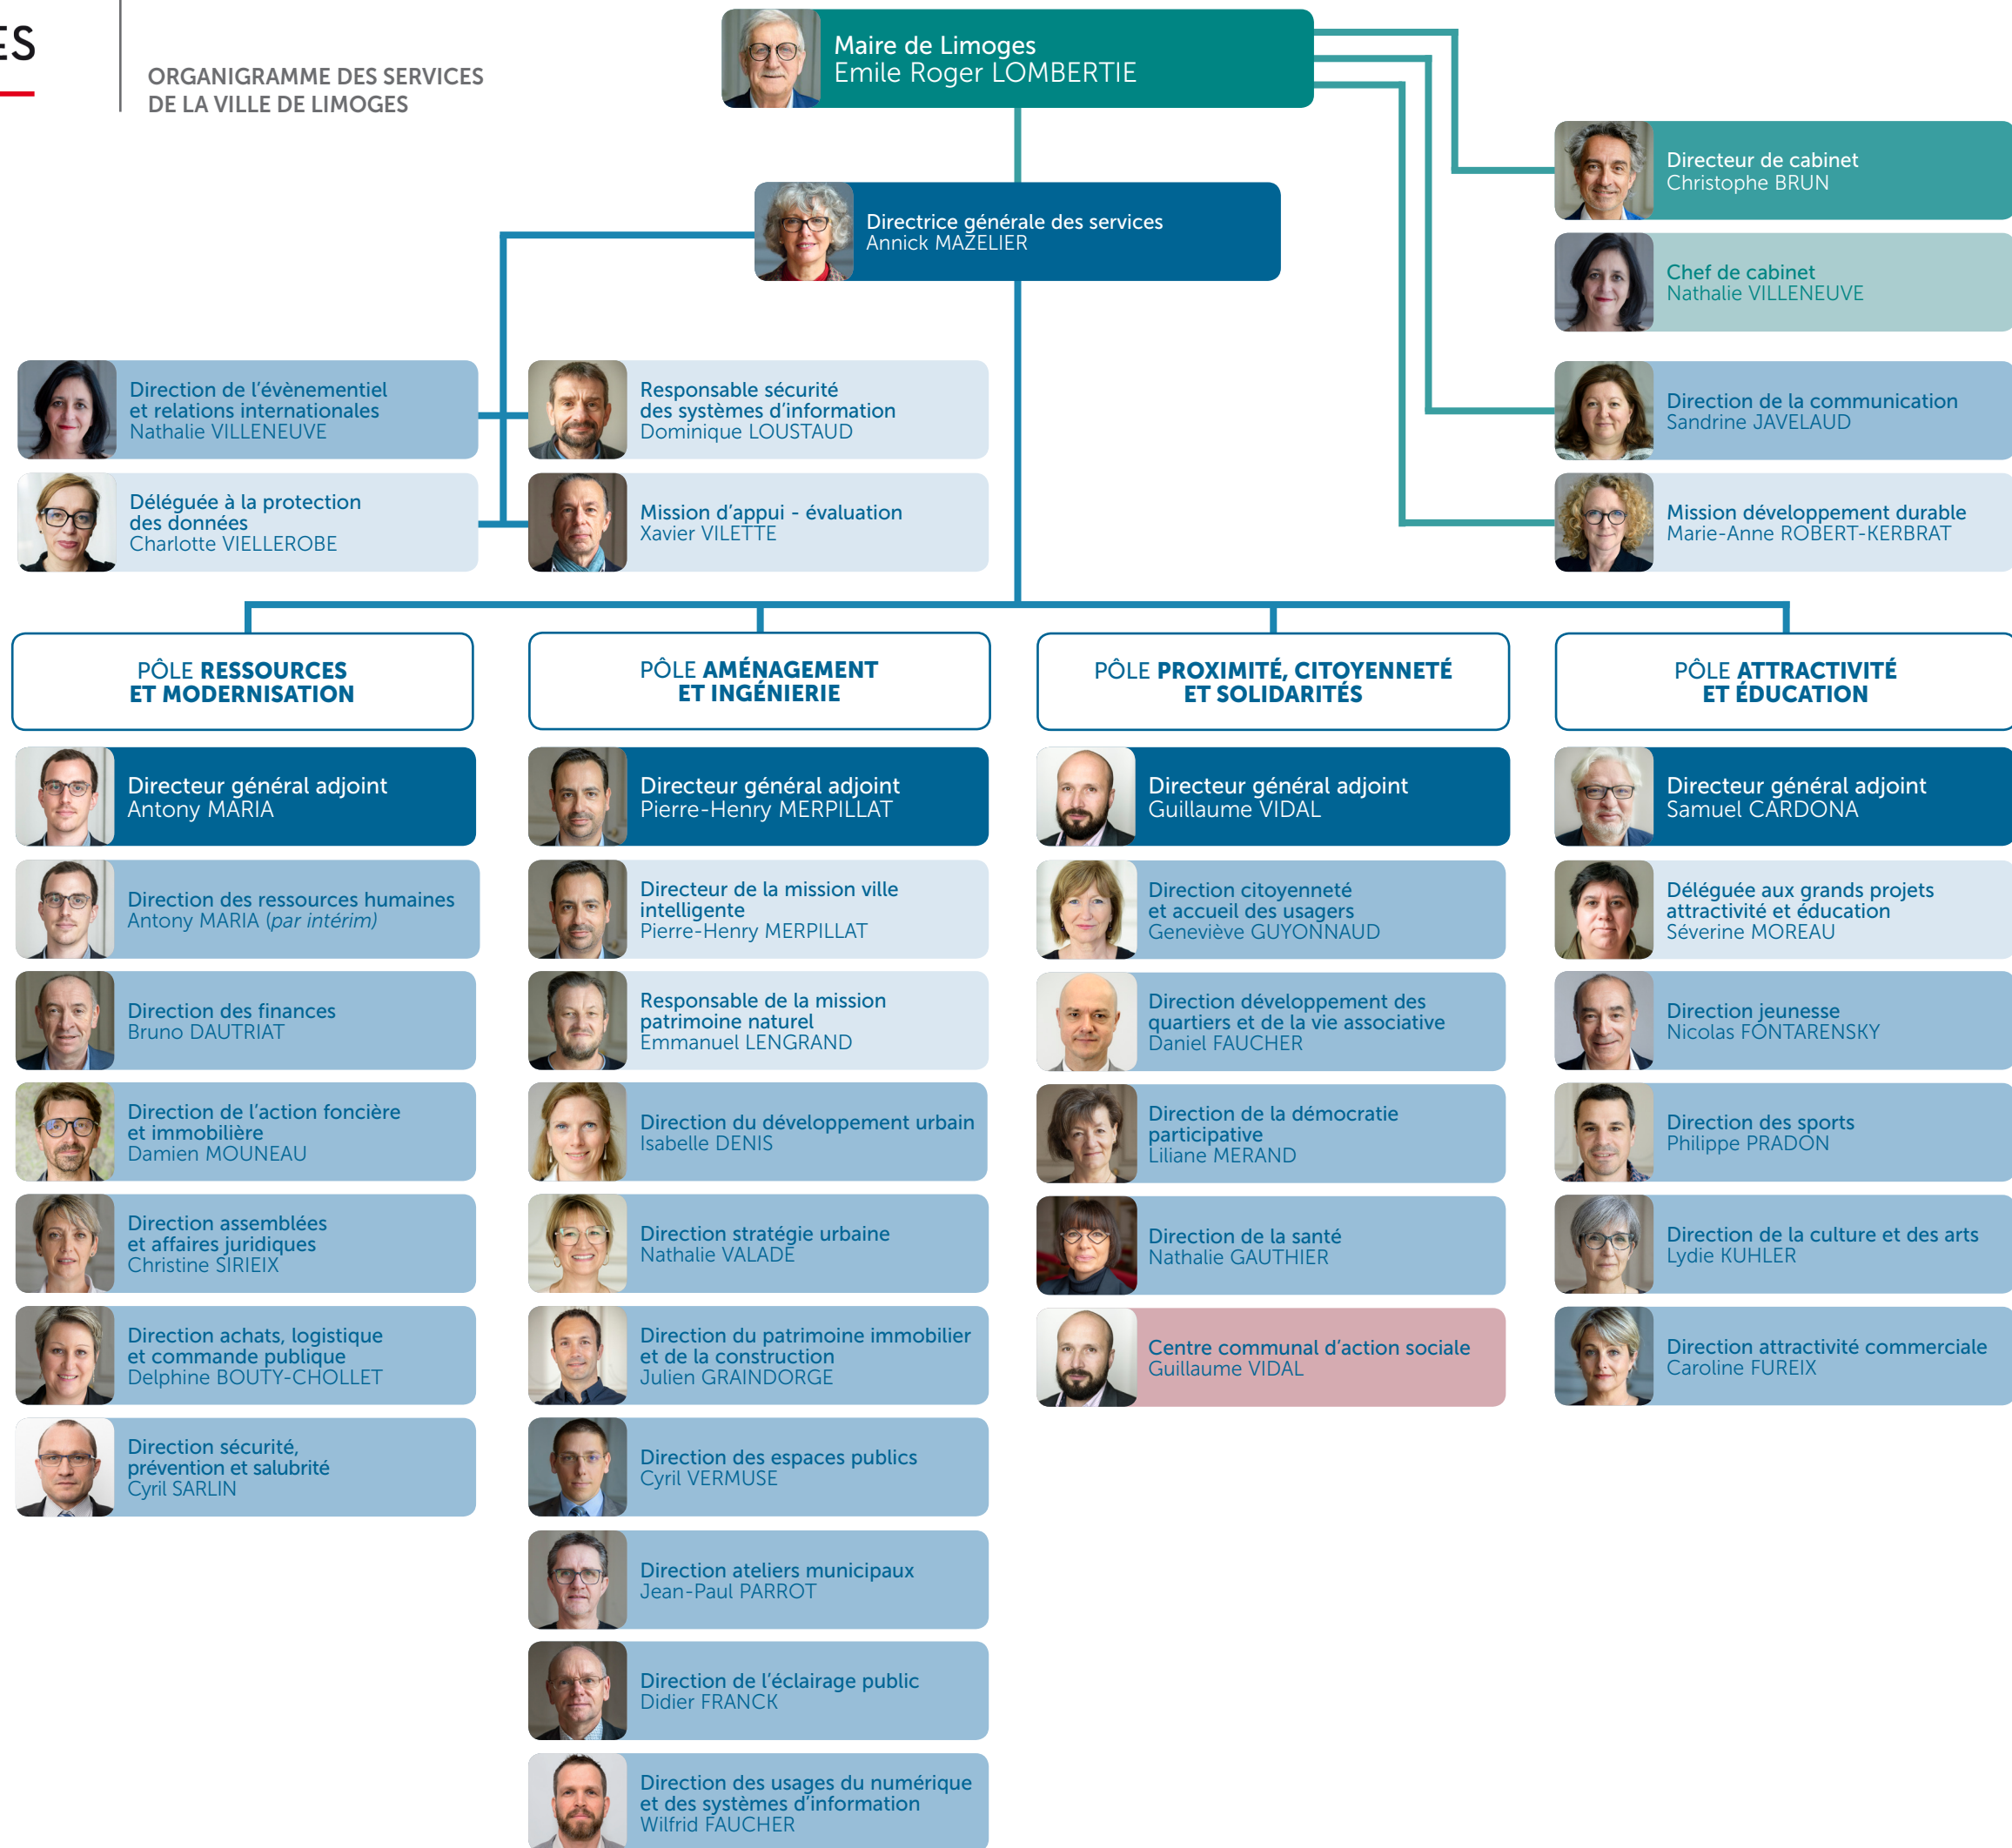 ES
ORGANIGRAMME DES SERVICES
DE LA VILLE DE LIMOGES
Maire de Limoges
Emile Roger LOMBERTIE
Directeur de cabinet
Christophe BRUN
Directrice générale des services
Annick MAZELIER
Chef de cabinet
Nathalie VILLENEUVE
Direction de l'évènementiel
et relations internationales
Nathalie VILLENEUVE
Responsable sécurité
des systèmes d'information
Dominique LOUSTAUD
Direction de la communication
Sandrine JAVELAUD
Déléguée à la protection
des données
Charlotte VIELLEROBE
Mission d'appui - évaluation
Xavier VILETTE
Mission développement durable
Marie-Anne ROBERT-KERBRAT
PÔLE RESSOURCES
ET MODERNISATION
Directeur général adjoint
Antony MARIA
Direction des ressources humaines
Antony MARIA (par intérim)
Direction des finances
Bruno DAUTRIAT
Direction de l'action foncière
et immobilière
Damien MOUNEAU
Direction assemblées
et affaires juridiques
Christine SIRIEIX
Direction achats, logistique
et commande publique
Delphine BOUTY-CHOLLET
Direction sécurité,
prévention et salubrité
Cyril SARLIN
PÔLE AMÉNAGEMENT
ET INGÉNIERIE
Directeur général adjoint
Pierre-Henry MERPILLAT
Directeur de la mission ville
intelligente
Pierre-Henry MERPILLAT
Responsable de la mission
patrimoine naturel
Emmanuel LENGRAND
Direction du développement urbain
Isabelle DENIS
Direction stratégie urbaine
Nathalie VALADE
Direction du patrimoine immobilier
et de la construction
Julien GRAINDORGE
Direction des espaces publics
Cyril VERMUSE
Direction ateliers municipaux
Jean-Paul PARROT
Direction de l'éclairage public
Didier FRANCK
Direction des usages du numérique
et des systèmes d'information
Wilfrid FAUCHER
PÔLE PROXIMITÉ, CITOYENNETÉ
ET SOLIDARITÉS
Directeur général adjoint
Guillaume VIDAL
Direction citoyenneté
et accueil des usagers
Geneviève GUYONNAUD
Direction développement des
quartiers et de la vie associative
Daniel FAUCHER
Direction de la démocratie
participative
Liliane MERAND
Direction de la santé
Nathalie GAUTHIER
Centre communal d'action sociale
Guillaume VIDAL
PÔLE ATTRACTIVITÉ
ET ÉDUCATION
Directeur général adjoint
Samuel CARDONA
Déléguée aux grands projets
attractivité et éducation
Séverine MOREAU
Direction jeunesse
Nicolas FONTARENSKY
Direction des sports
Philippe PRADON
Direction de la culture et des arts
Lydie KUHLER
Direction attractivité commerciale
Caroline FUREIX